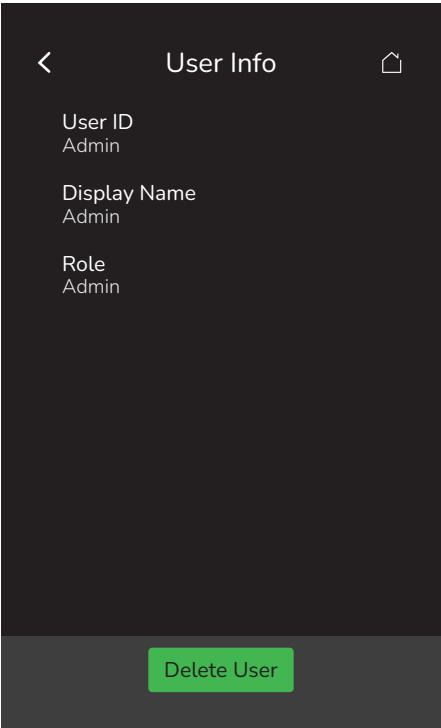 User Info
User ID
Admin
Display Name
Admin
Role
Admin
Delete User